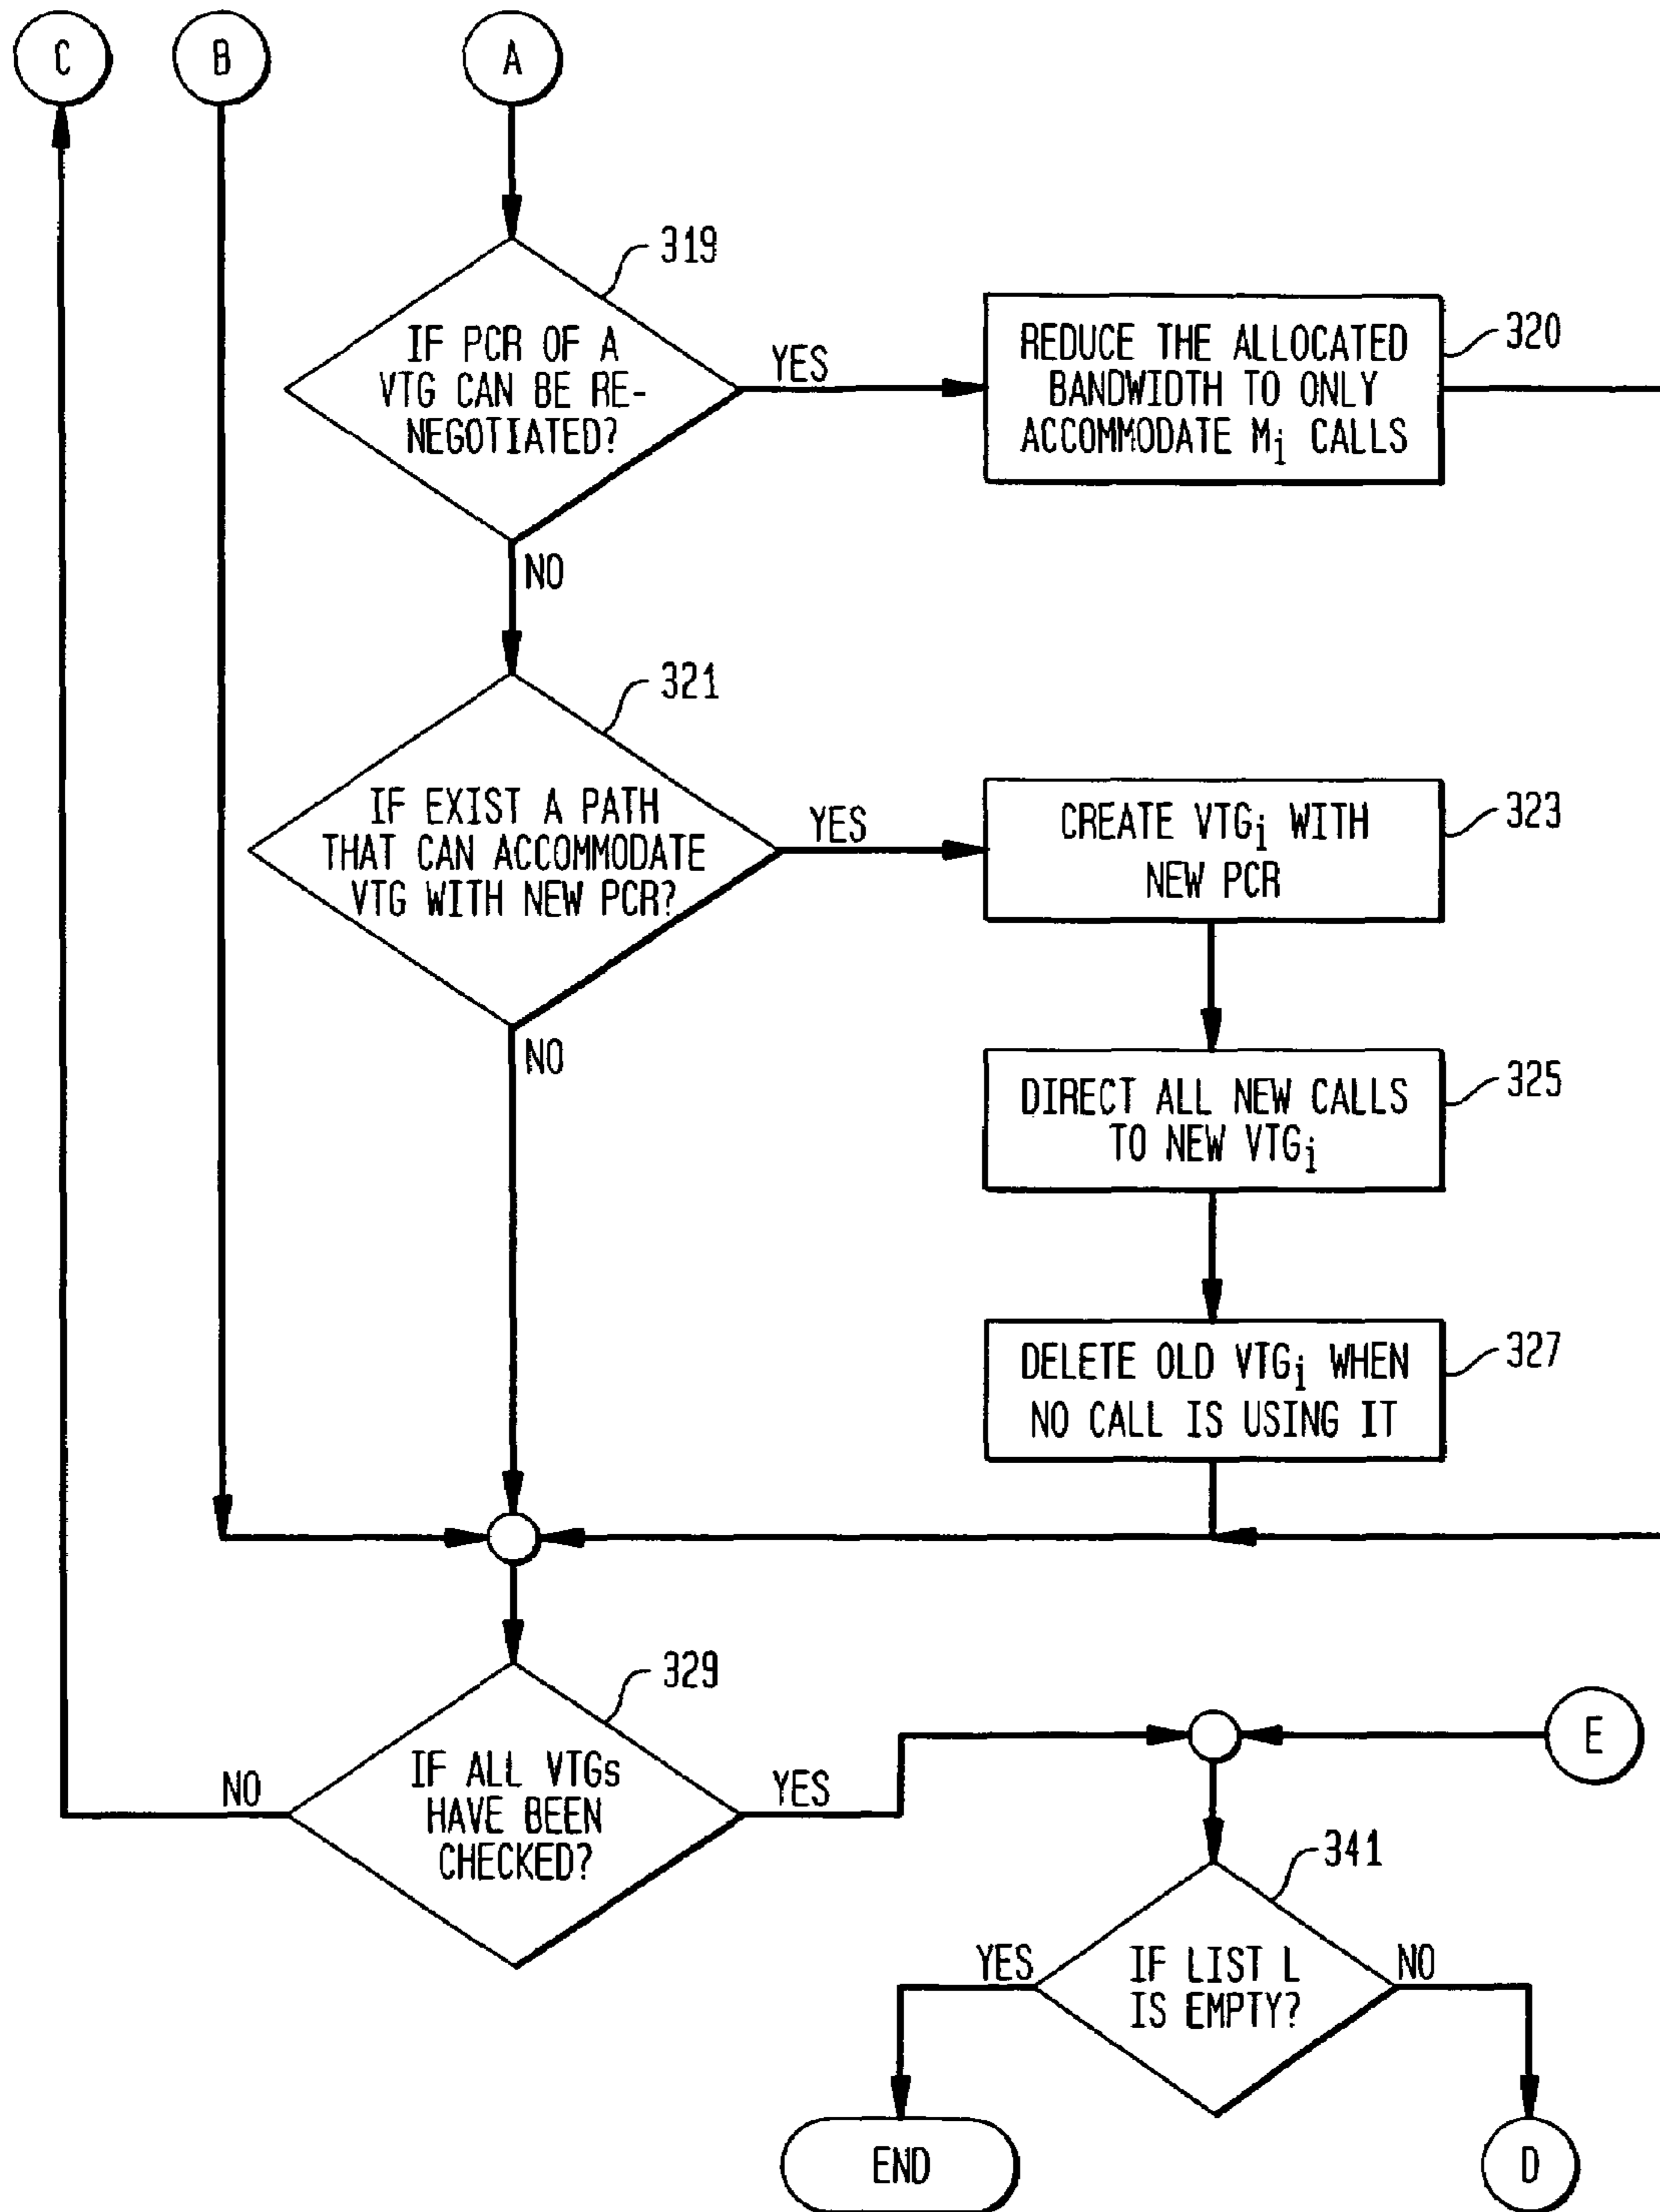 C
B
A
319
IF PCR OF A
VTG CAN BE RE-
NEGOTIATED?
YES
REDUCE THE ALLOCATED
BANDWIDTH TO ONLY
ACCOMMODATE Mi CALLS
320
NO
321
IF EXIST A PATH
THAT CAN ACCOMMODATE
VTG WITH NEW PCR?
YES
CREATE VTGi WITH
NEW PCR
323
NO
DIRECT ALL NEW CALLS
TO NEW VTGi
325
DELETE OLD VTGi WHEN
NO CALL IS USING IT
327
329
IF ALL VTGs
HAVE BEEN
CHECKED?
NO
YES
E
341
IF LIST L
IS EMPTY?
YES
NO
END
D